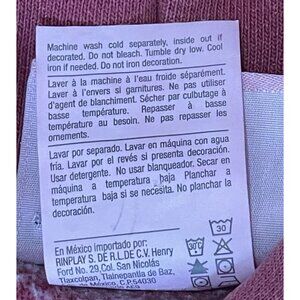 Machine wash cold separately, inside out if
decorated. Do not bleach. Tumble dry low. Cool
iron if needed. Do not iron decoration.
Laver à la machine à l'eau froide séparément.
Laver à l'envers si garnitures. Ne pas utiliser
d'agent de blanchiment. Sécher par culbutage à
basse température. Repasser à basse
température au besoin. Ne pas repasser les
ornements.
Lavar por separado. Lavar en máquina con agua
fría. Lavar por el revés si presenta decoración.
Usar detergente. No usar blanqueador. Secar en
máquina a temperatura baja Planchar a
temperatura baja si se necesita. No planchar la
decoración.
En México importado por:
RINPLAY S. DE R.L.DE C.V. Henry
Ford No. 29,Col. San Nicolás
Tlaxcolpan, Tlalnepantla de Baz,
C.P.54030
30
30°C